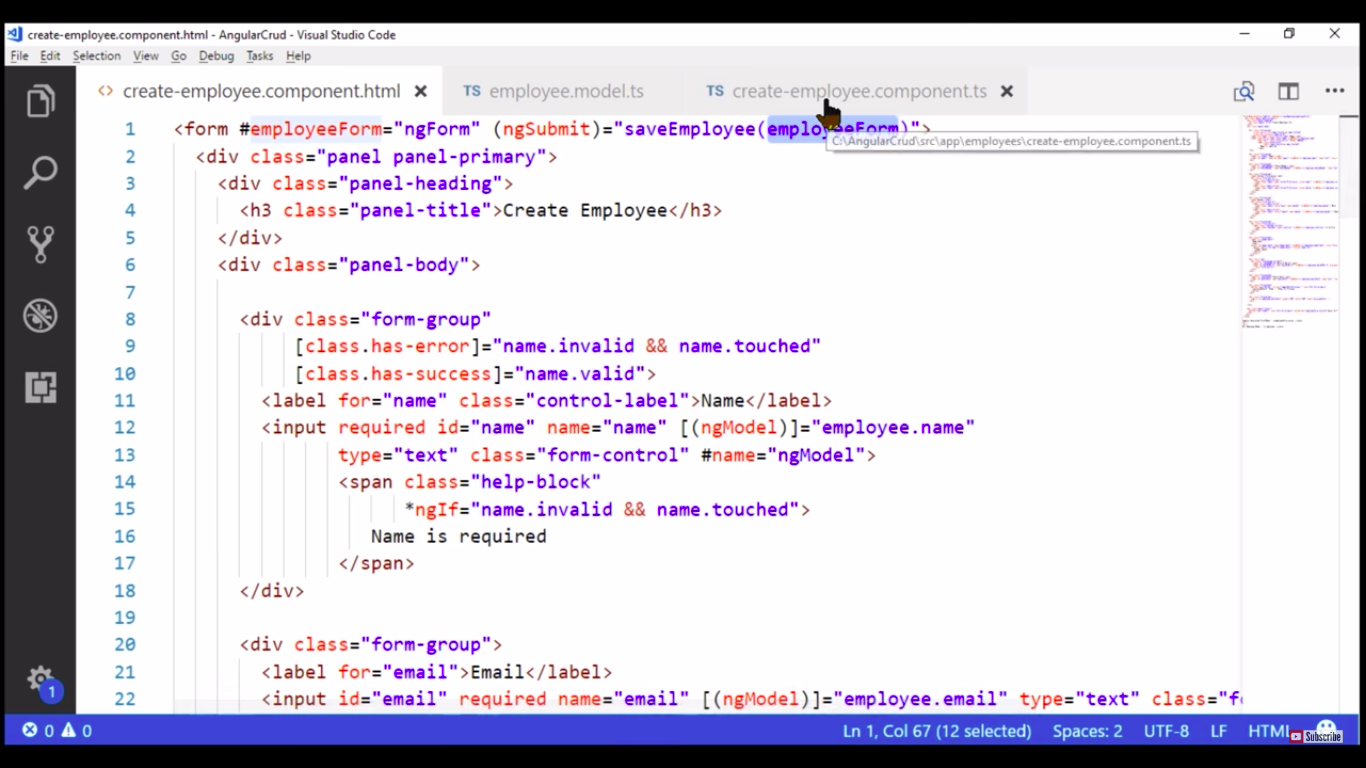 create-employee.component.html - AngularCrud - Visual Studio Code
File Edit Selection View Go Debug Tasks Help
<> create-employee.component.html TS employee.model.ts TS create-employee.component.ts
1 <form #employeeForm="ngForm" (ngSubmit)="saveEmployee(employeeForm)">
C:\AngularCrud\src\app\employees\create-employee.component.ts
2 <div class="panel panel-primary">
3 <div class="panel-heading">
4 <h3 class="panel-title">Create Employee</h3>
5 </div>
6 <div class="panel-body">
7
8 <div class="form-group"
9 [class.has-error]="name.invalid && name.touched"
10 [class.has-success]="name.valid">
11 <label for="name" class="control-label">Name</label>
12 <input required id="name" name="name" [(ngModel)]="employee.name"
13 type="text" class="form-control" #name="ngModel">
14 <span class="help-block"
15 *ngIf="name.invalid && name.touched">
16 Name is required
17 </span>
18 </div>
19
20 <div class="form-group">
21 <label for="email">Email</label>
22 <input id="email" required name="email" [(ngModel)]="employee.email" type="text" class="f
1
0 0 Ln 1, Col 67 (12 selected) Spaces: 2 UTF-8 LF HTML
Subscribe